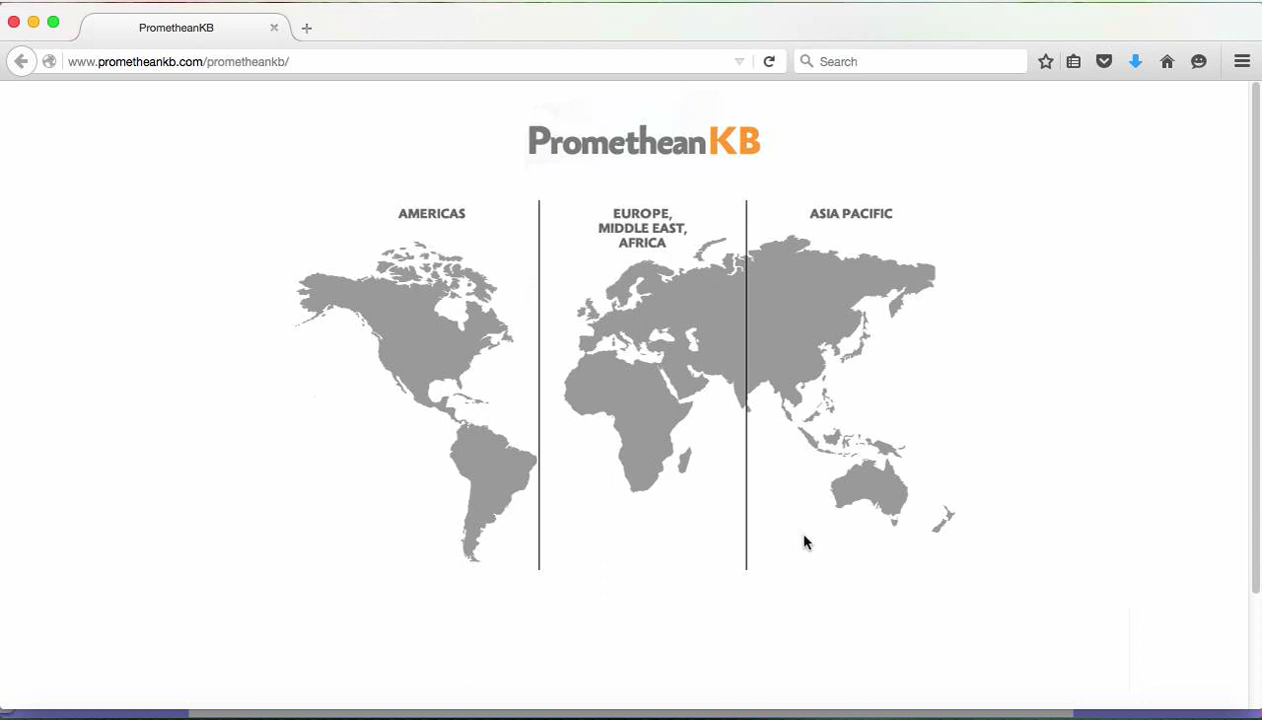 PrometheanKB
www.prometheankb.com/prometheankb/
Search
PrometheanKB
AMERICAS
EUROPE,
MIDDLE EAST,
AFRICA
ASIA PACIFIC